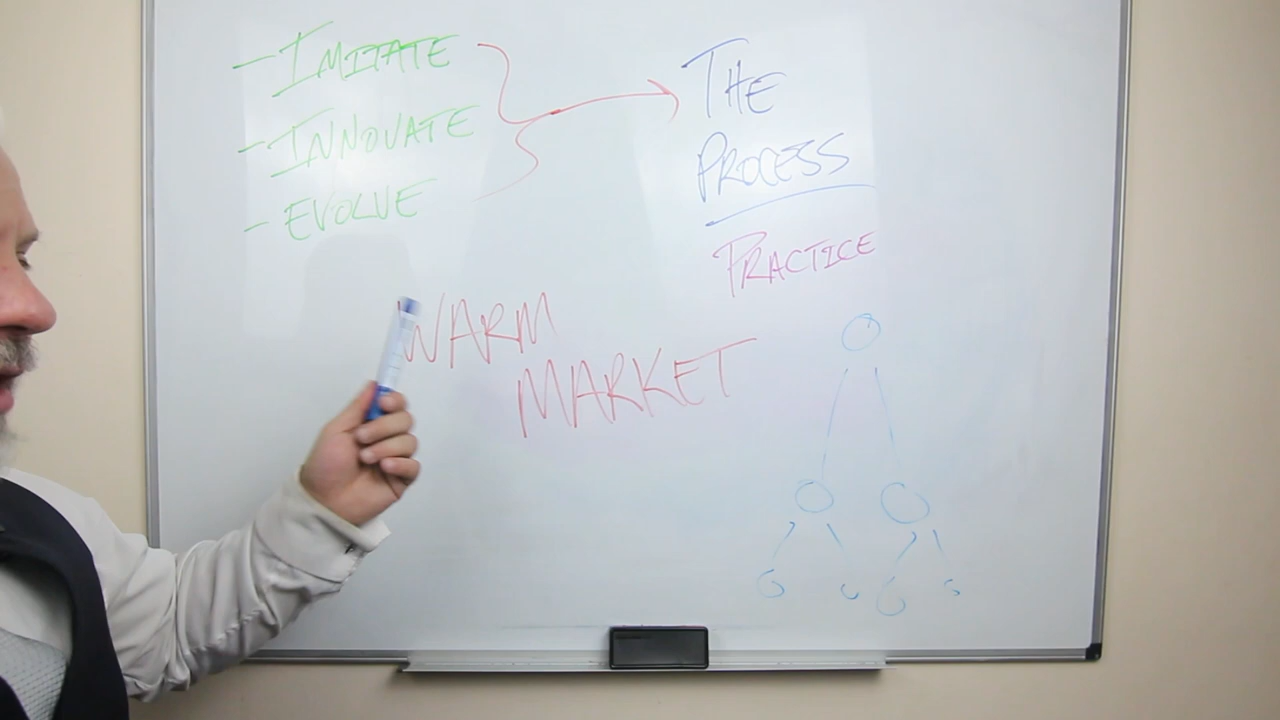 - IMITATE
- INNOVATE
- EVOLVE
THE
PROCESS
PRACTICE
WARM
MARKET